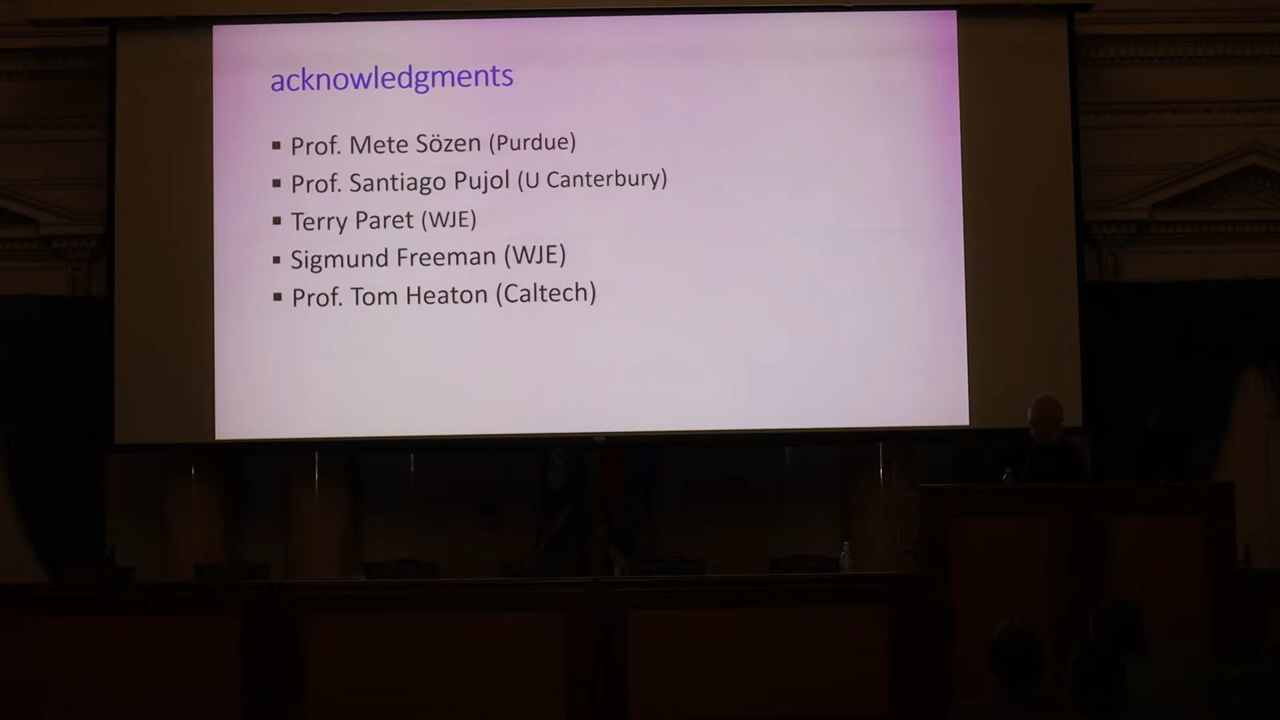 acknowledgments
▪ Prof. Mete Sözen (Purdue)
▪ Prof. Santiago Pujol (U Canterbury)
▪ Terry Paret (WJE)
▪ Sigmund Freeman (WJE)
▪ Prof. Tom Heaton (Caltech)